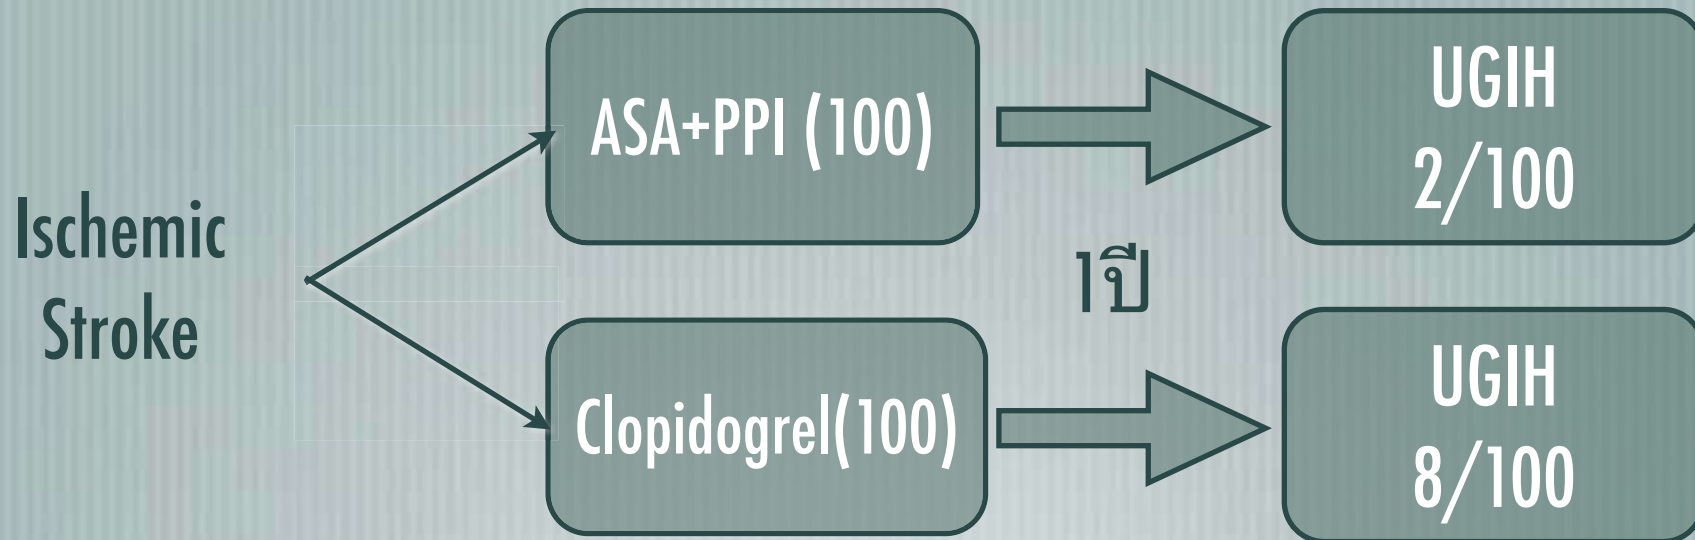 Ischemic
Stroke
ASA+PPI (100)
UGIH
2/100
1ปี
Clopidogrel(100)
UGIH
8/100